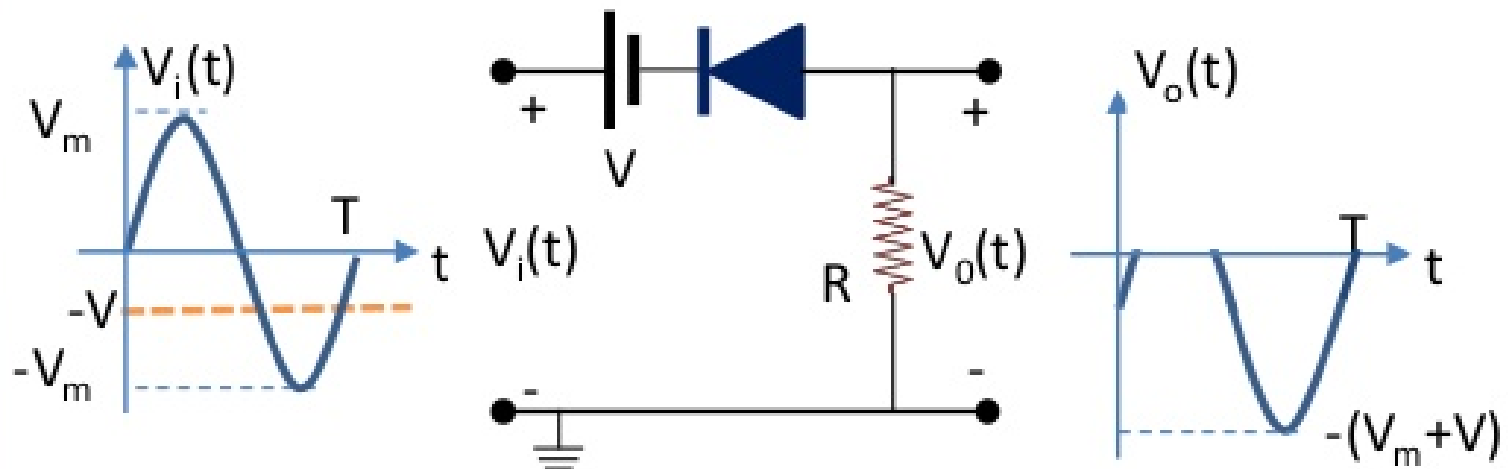 Vᵢ(t)
Vₘ
T
t
-V
-Vₘ
+
V
+
Vᵢ(t)
R
V₀(t)
-
-
Vₒ(t)
T
t
-(Vₘ+V)